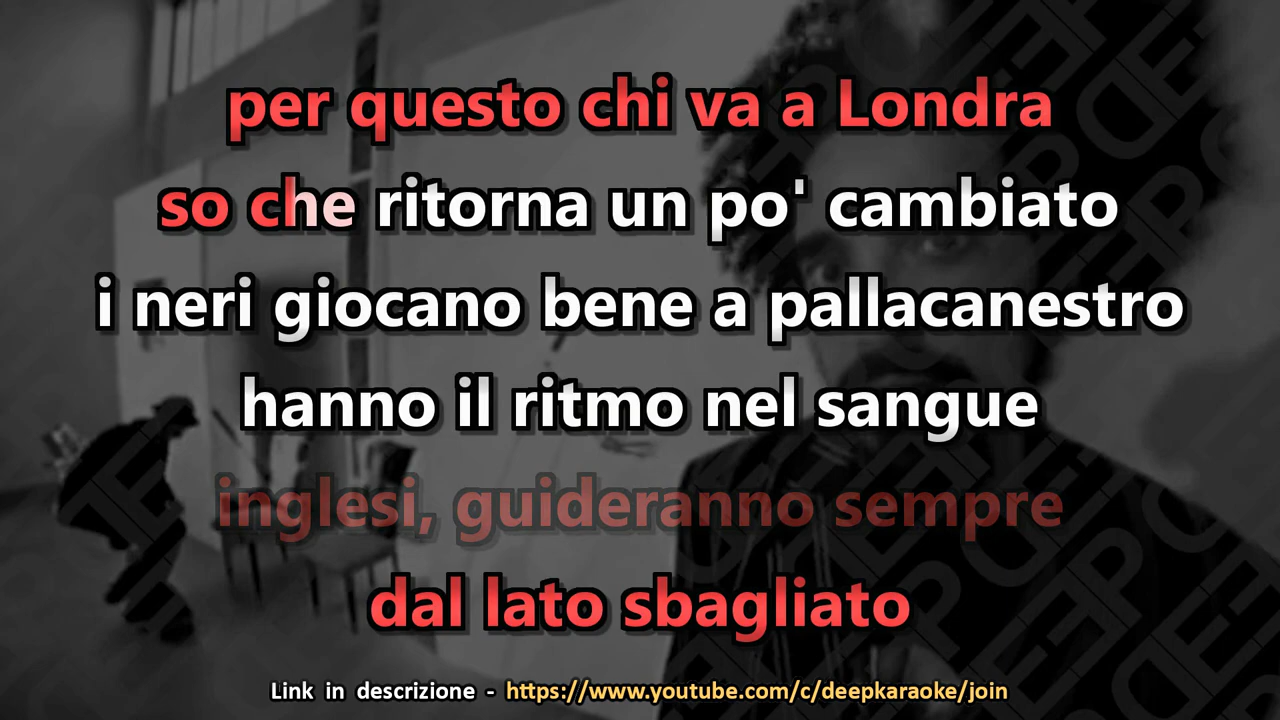 per questo chi va a Londra
so che ritorna un po' cambiato
i neri giocano bene a pallacanestro
hanno il ritmo nel sangue
inglesi, guideranno sempre
dal lato sbagliato
Link in descrizione - https://www.youtube.com/c/deepkaraoke/join